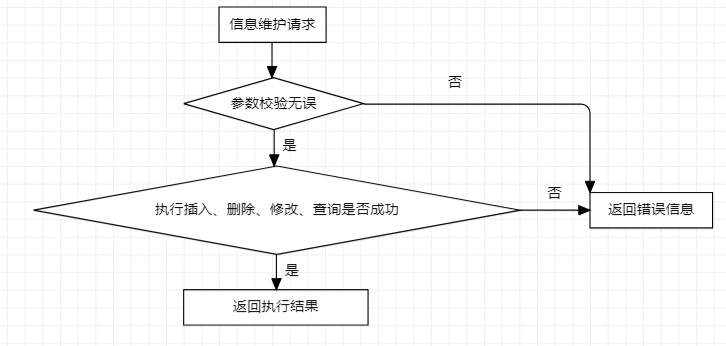 信息维护请求
否
参数校验无误
是
否
执行插入、删除、修改、查询是否成功
返回错误信息
是
返回执行结果